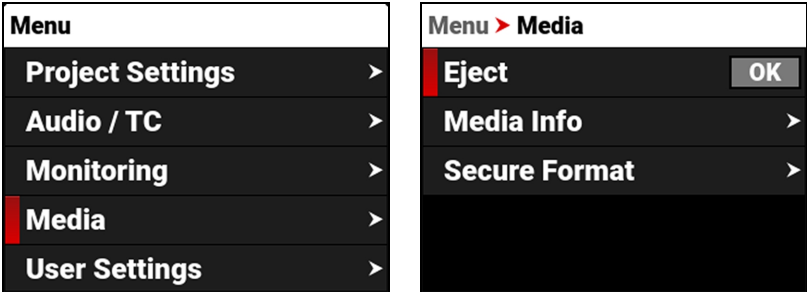 Menu
Project Settings
Audio / TC
Monitoring
Media
User Settings
Menu ➤ Media
Eject OK
Media Info
Secure Format